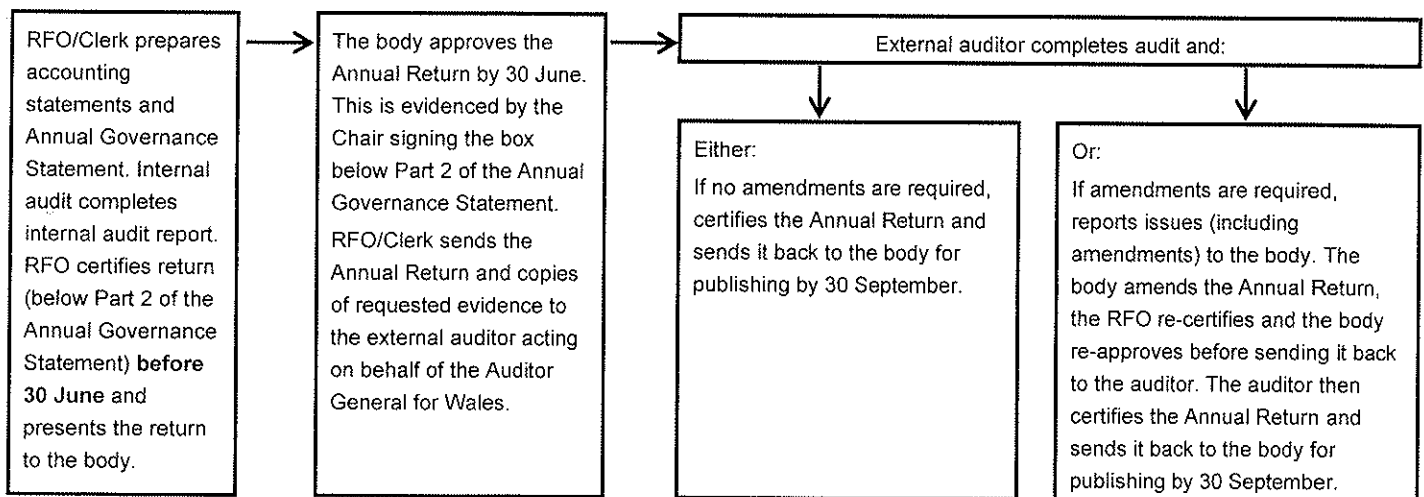 RFO/Clerk prepares
accounting
statements and
Annual Governance
Statement. Internal
audit completes
internal audit report.
RFO certifies return
(below Part 2 of the
Annual Governance
Statement) before
30 June and
presents the return
to the body.
The body approves the
Annual Return by 30 June.
This is evidenced by the
Chair signing the box
below Part 2 of the Annual
Governance Statement.
RFO/Clerk sends the
Annual Return and copies
of requested evidence to
the external auditor acting
on behalf of the Auditor
General for Wales.
External auditor completes audit and:
Either:
If no amendments are required,
certifies the Annual Return and
sends it back to the body for
publishing by 30 September.
Or:
If amendments are required,
reports issues (including
amendments) to the body. The
body amends the Annual Return,
the RFO re-certifies and the body
re-approves before sending it back
to the auditor. The auditor then
certifies the Annual Return and
sends it back to the body for
publishing by 30 September.